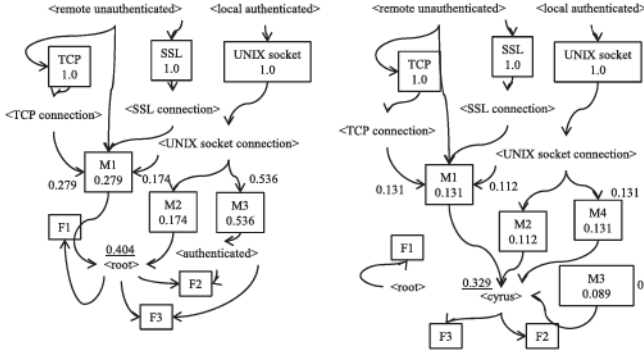 <remote unauthenticated>
<local authenticated>
TCP
1.0
SSL
1.0
UNIX socket
1.0
<TCP connection>
<SSL connection>
<UNIX socket connection>
0.279
M1
0.279
0.174
0.536
M2
0.174
M3
0.536
F1
0.404
<root>
<authenticated>
F2
F3
<remote unauthenticated>
<local authenticated>
TCP
1.0
SSL
1.0
UNIX socket
1.0
<TCP connection>
<SSL connection>
<UNIX socket connection>
0.131
M1
0.131
0.112
0.131
M2
0.112
M4
0.131
F1
<root>
0.329
<cyrus>
M3
0.089
0
F3
F2